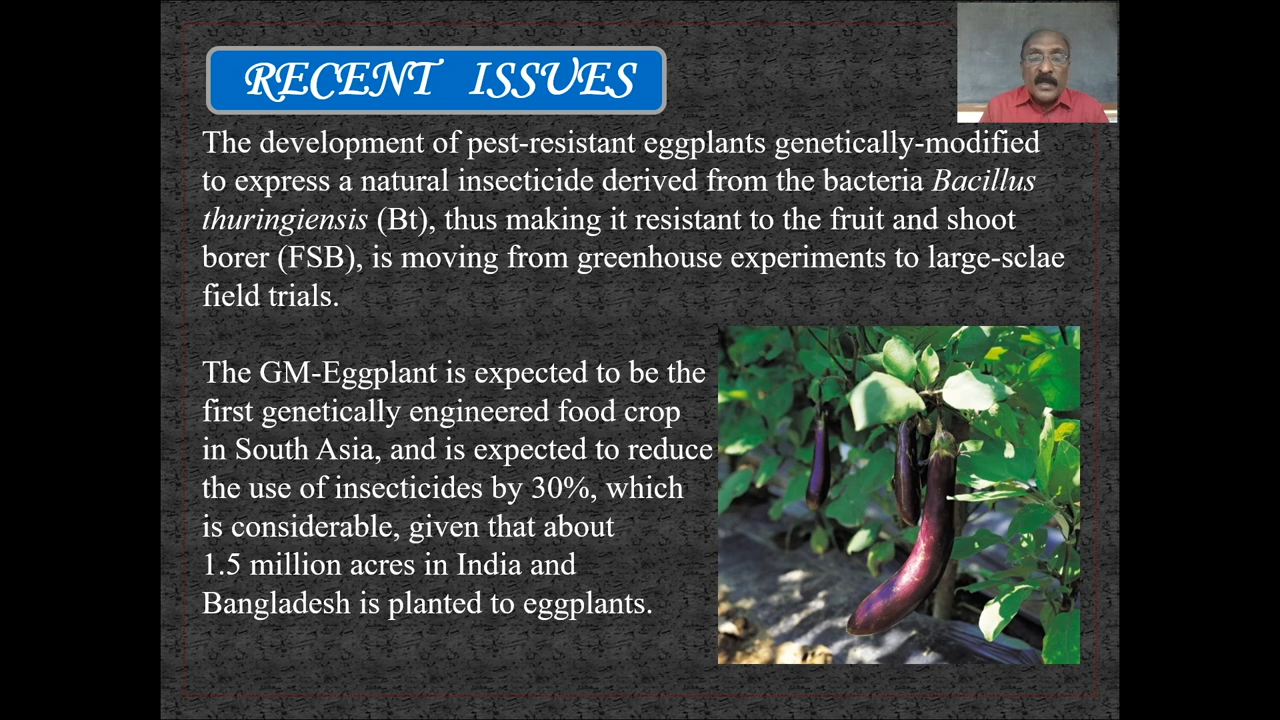 RECENT ISSUES
The development of pest-resistant eggplants genetically-modified
to express a natural insecticide derived from the bacteria Bacillus
thuringiensis (Bt), thus making it resistant to the fruit and shoot
borer (FSB), is moving from greenhouse experiments to large-sclae
field trials.
The GM-Eggplant is expected to be the
first genetically engineered food crop
in South Asia, and is expected to reduce
the use of insecticides by 30%, which
is considerable, given that about
1.5 million acres in India and
Bangladesh is planted to eggplants.